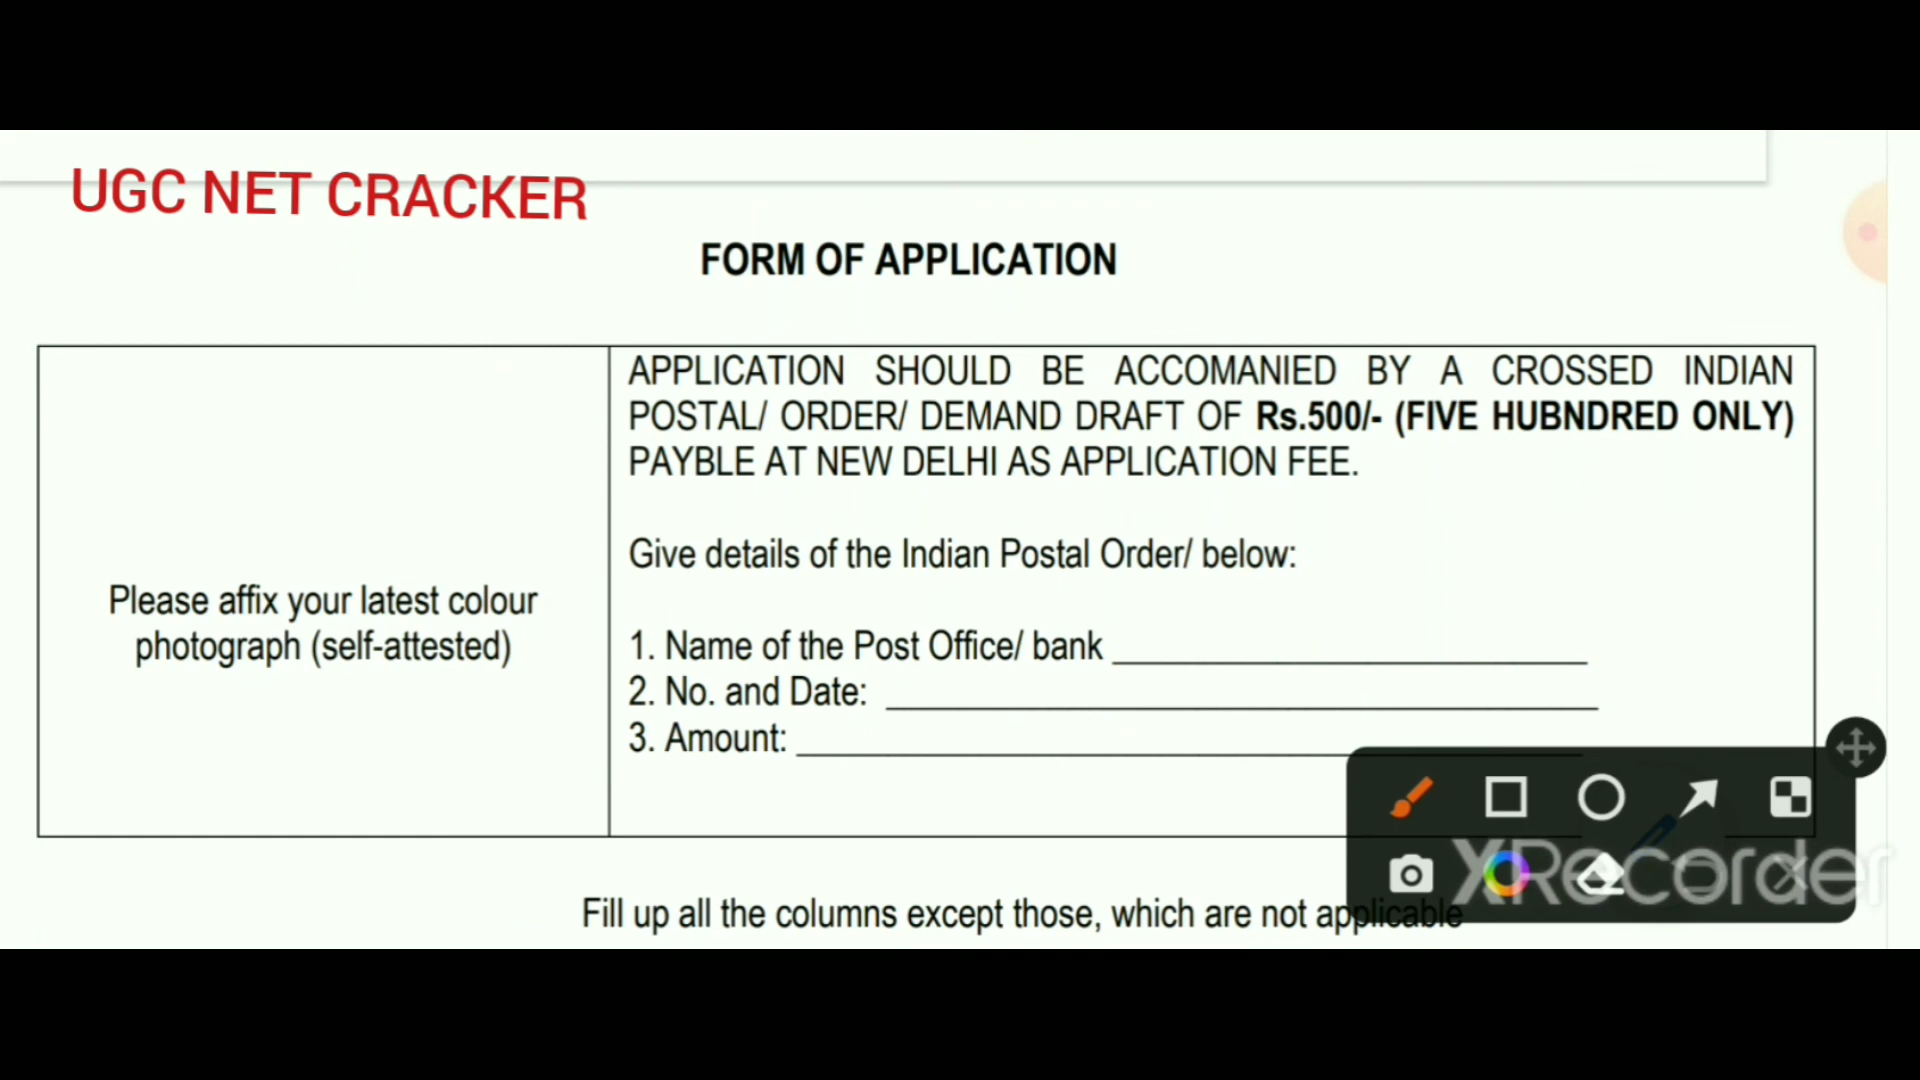 UGC NET CRACKER
FORM OF APPLICATION
APPLICATION SHOULD BE ACCOMANIED BY A CROSSED INDIAN
POSTAL/ ORDER/ DEMAND DRAFT OF Rs.500/- (FIVE HUBNDRED ONLY)
PAYBLE AT NEW DELHI AS APPLICATION FEE.
Give details of the Indian Postal Order/ below:
Please affix your latest colour
photograph (self-attested)
1. Name of the Post Office/ bank
2. No. and Date:
3. Amount:
XRecorder
Fill up all the columns except those, which are not applicable